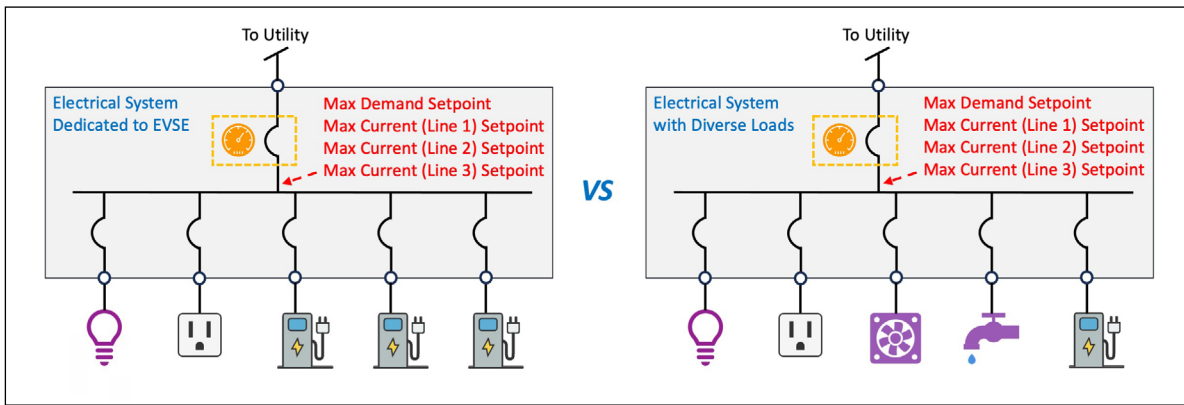 To Utility
Electrical System
Dedicated to EVSE
Max Demand Setpoint
Max Current (Line 1) Setpoint
Max Current (Line 2) Setpoint
Max Current (Line 3) Setpoint
VS
To Utility
Electrical System
with Diverse Loads
Max Demand Setpoint
Max Current (Line 1) Setpoint
Max Current (Line 2) Setpoint
Max Current (Line 3) Setpoint